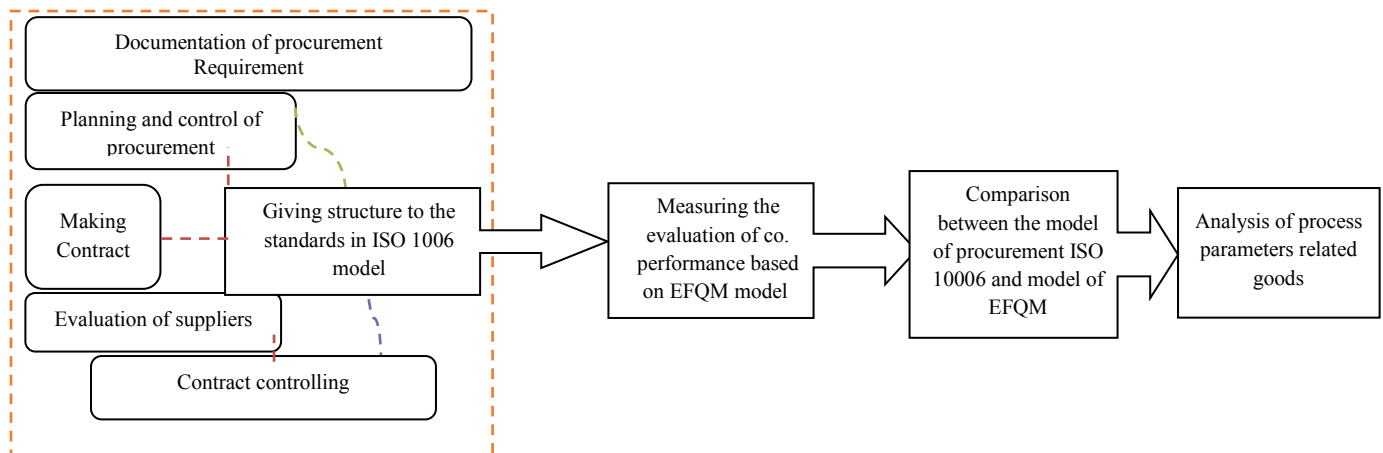 Documentation of procurement
Requirement
Planning and control of
procurement
Making
Contract
Giving structure to the
standards in ISO 1006
model
Evaluation of suppliers
Contract controlling
Measuring the
evaluation of co.
performance based
on EFQM model
Comparison
between the model
of procurement ISO
10006 and model of
EFQM
Analysis of process
parameters related
goods